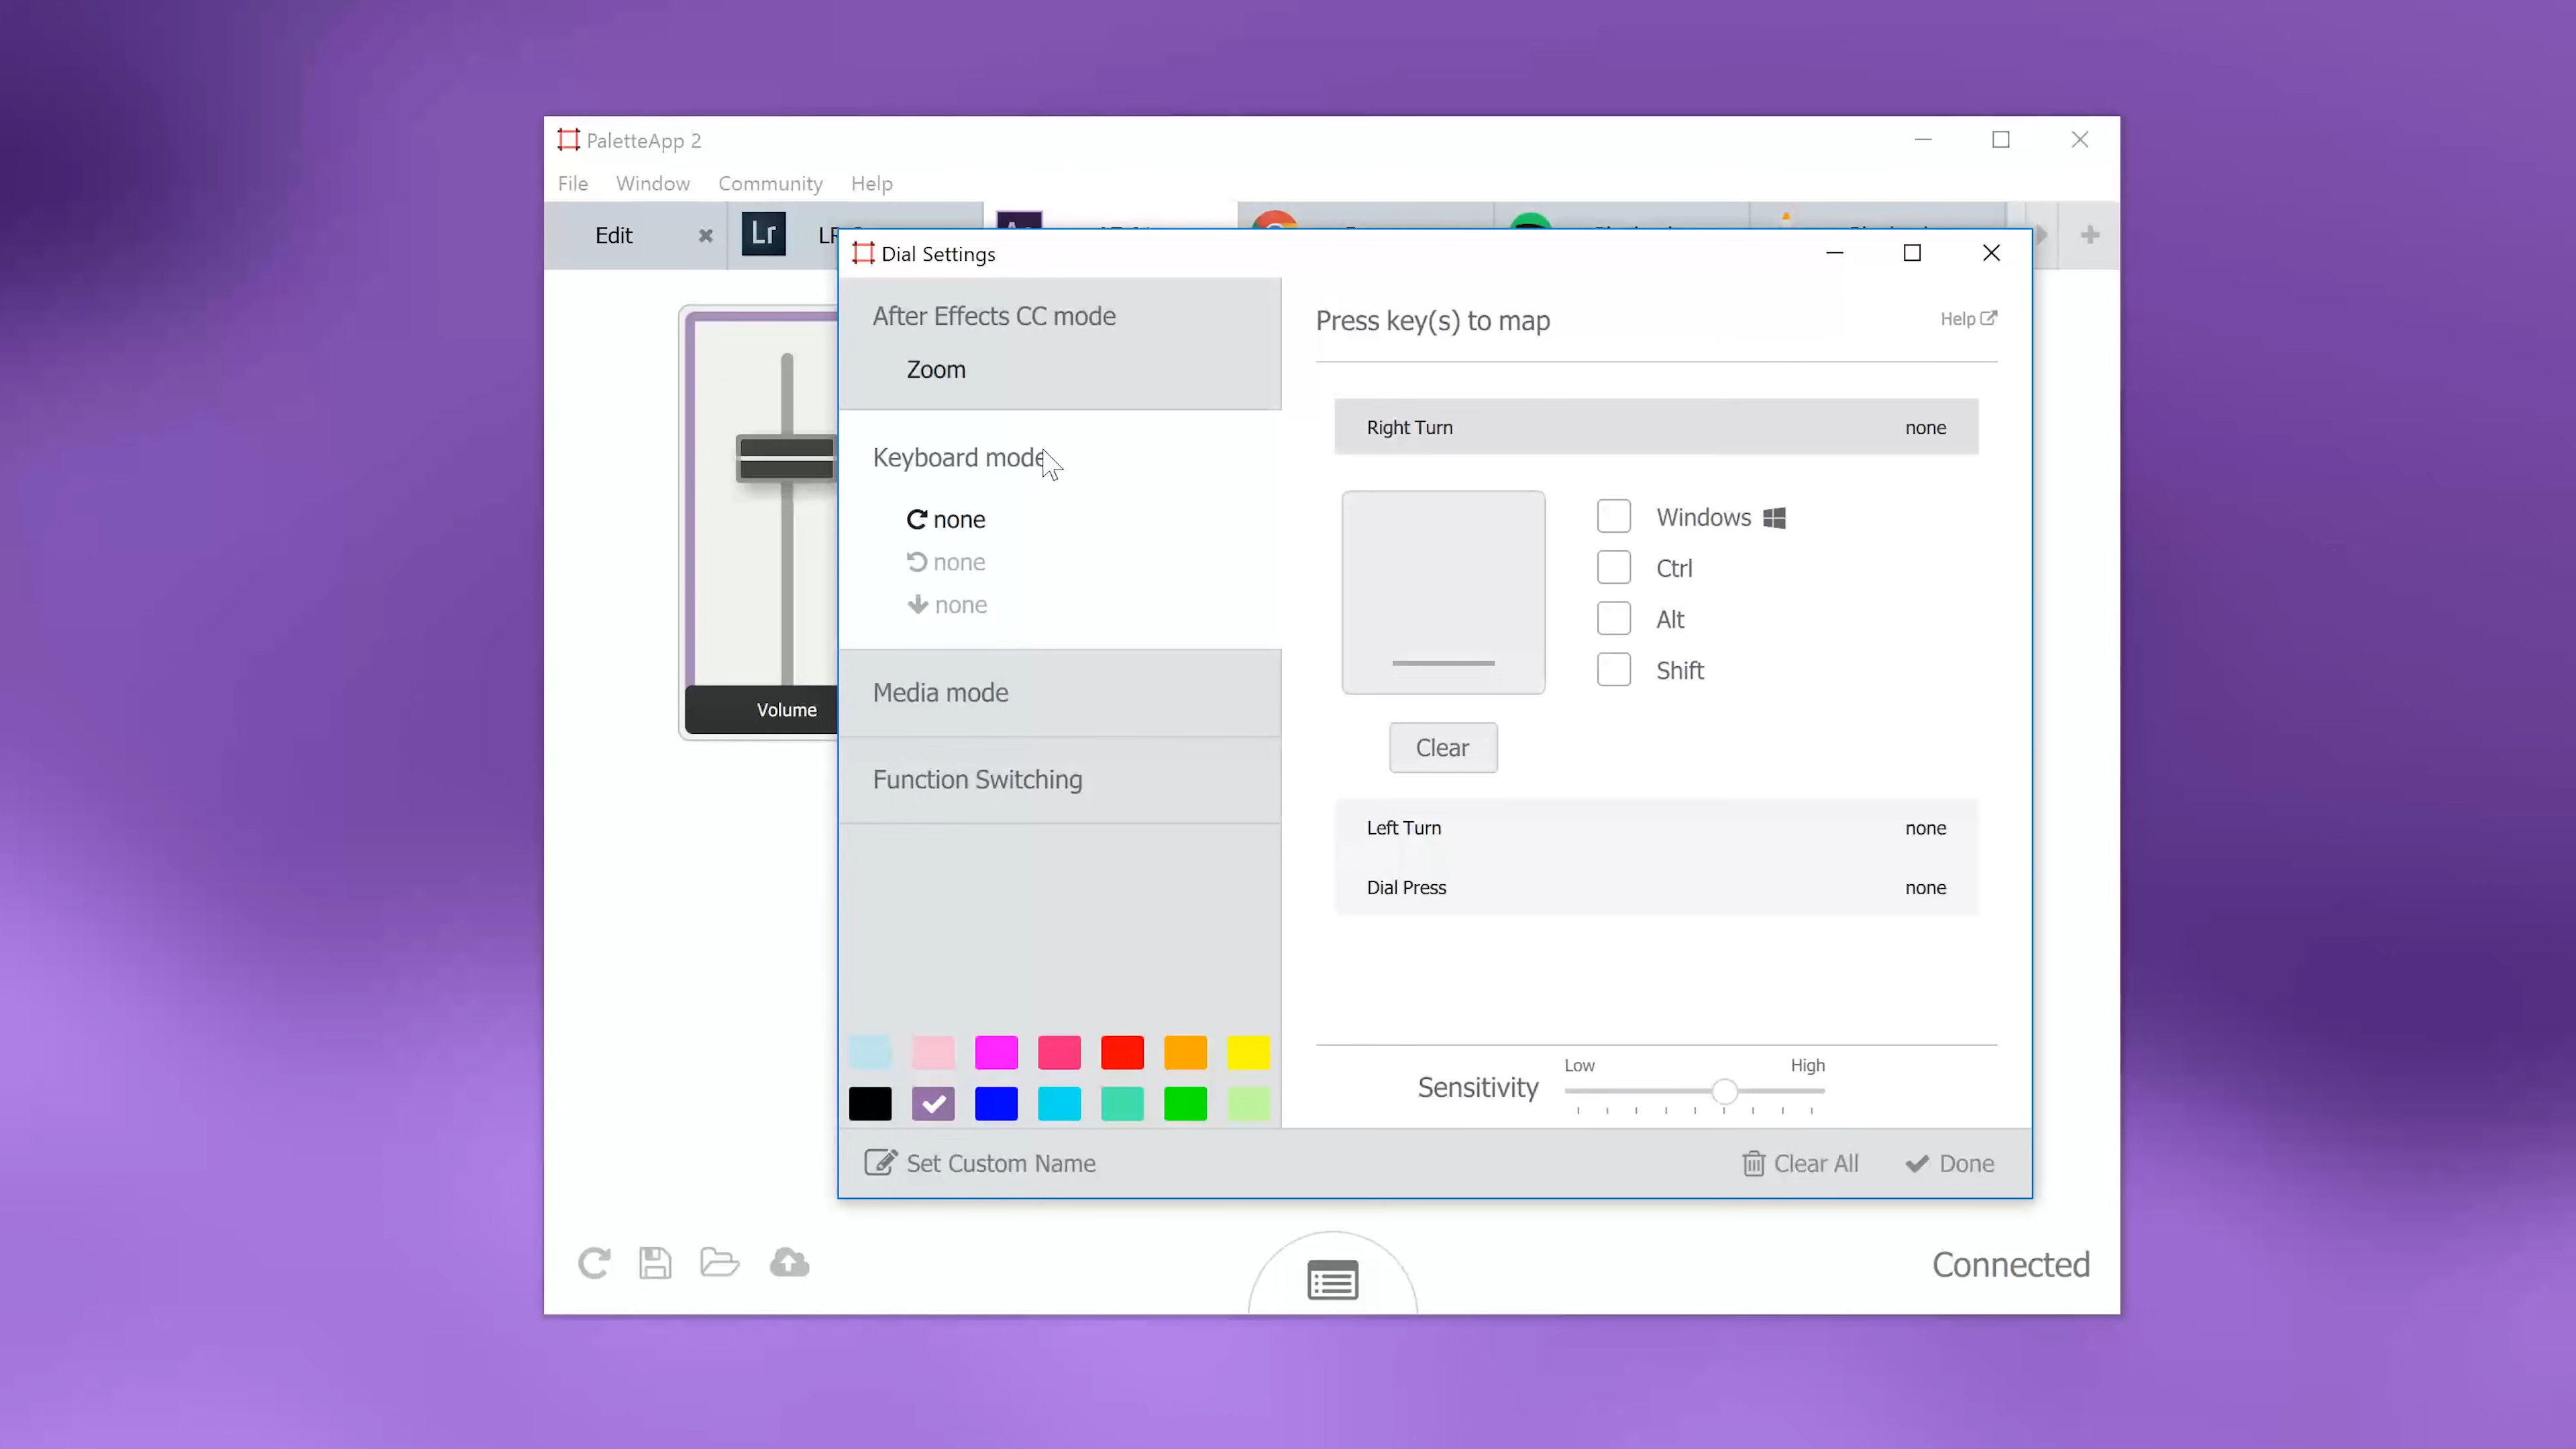 PaletteApp 2
File Window Community Help
Edit
Lr
Dial Settings
After Effects CC mode
Zoom
Keyboard mode
none
none
none
Media mode
Function Switching
Set Custom Name
Press key(s) to map
Help
Right Turn none
Windows
Ctrl
Alt
Shift
Clear
Left Turn none
Dial Press none
Low High
Sensitivity
Clear All
Done
Volume
Connected